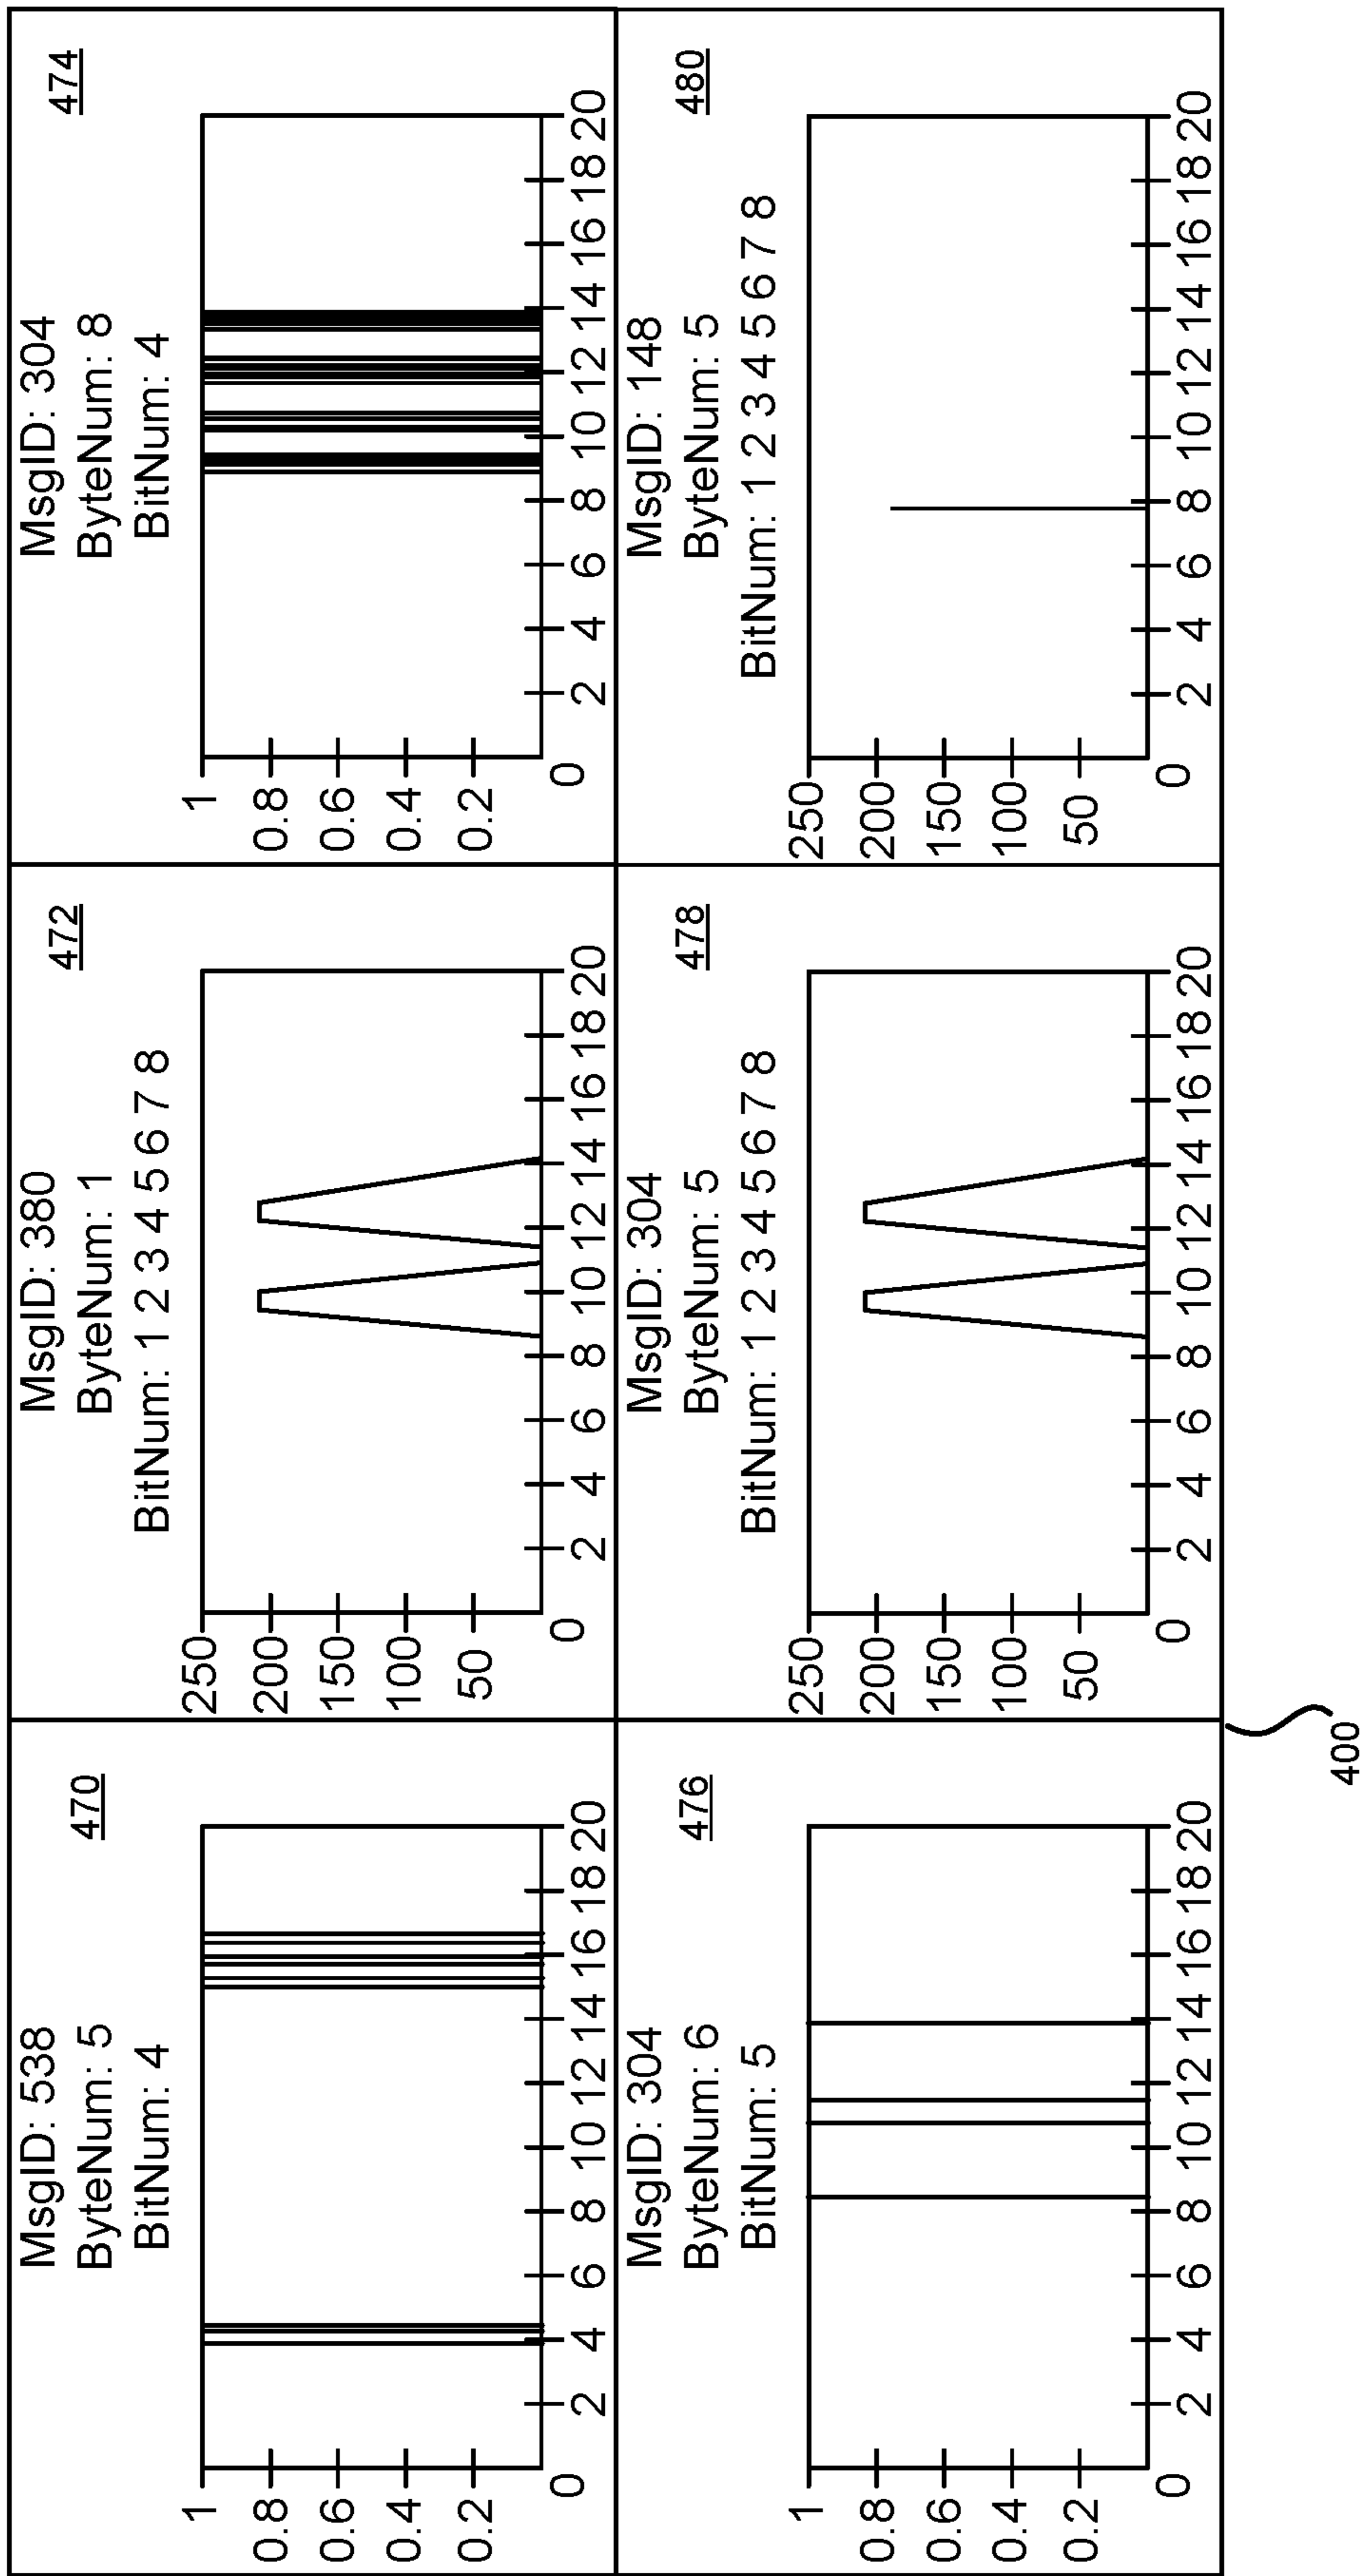 MsgID: 538
ByteNum: 5
BitNum: 4
470
1
0.8
0.6
0.4
0.2
0 2 4 6 8 10 12 14 16 18 20
MsgID: 380
ByteNum: 1
BitNum: 1 2 3 4 5 6 7 8
472
250
200
150
100
50
0 2 4 6 8 10 12 14 16 18 20
MsgID: 304
ByteNum: 8
BitNum: 4
474
1
0.8
0.6
0.4
0.2
0 2 4 6 8 10 12 14 16 18 20
MsgID: 304
ByteNum: 6
BitNum: 5
476
1
0.8
0.6
0.4
0.2
0 2 4 6 8 10 12 14 16 18 20
MsgID: 304
ByteNum: 5
BitNum: 1 2 3 4 5 6 7 8
478
250
200
150
100
50
0 2 4 6 8 10 12 14 16 18 20
MsgID: 148
ByteNum: 5
BitNum: 1 2 3 4 5 6 7 8
480
250
200
150
100
50
0 2 4 6 8 10 12 14 16 18 20
400